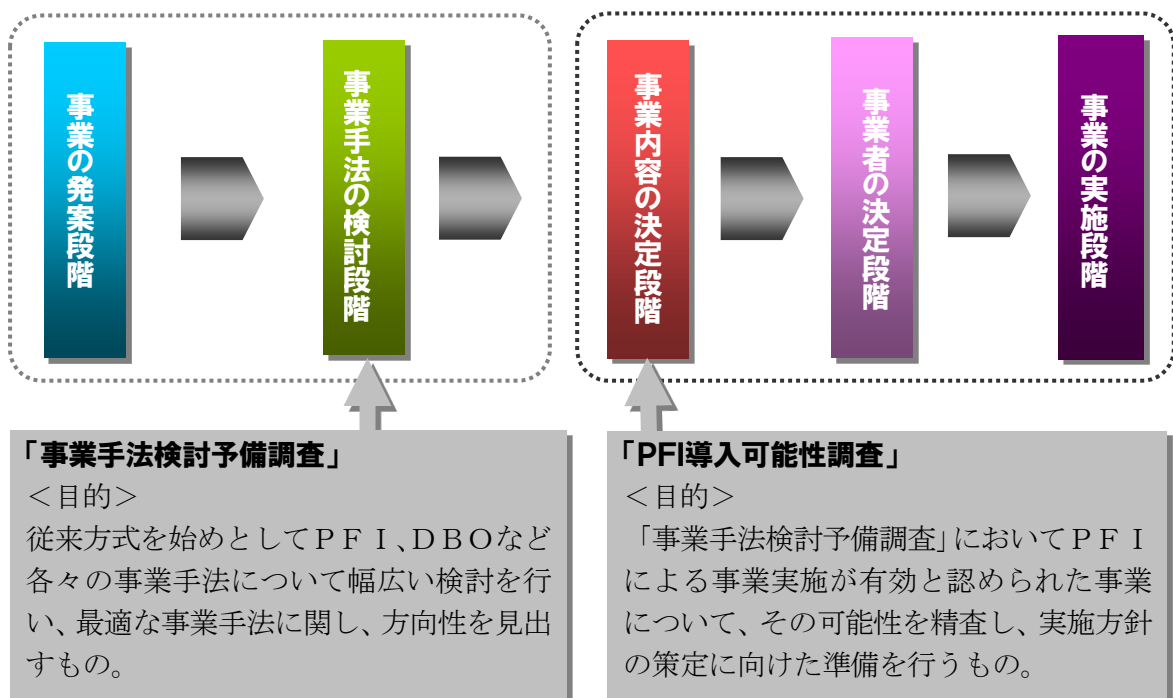 事業の発案段階
事業手法の検討段階
事業内容の決定段階
事業者の決定段階
事業の実施段階
「事業手法検討予備調査」
＜目的＞
従来方式を始めとしてＰＦＩ、ＤＢＯなど
各々の事業手法について幅広い検討を行
い、最適な事業手法に関し、方向性を見出
すもの。
「PFI導入可能性調査」
＜目的＞
「事業手法検討予備調査」においてＰＦＩ
による事業実施が有効と認められた事業
について、その可能性を精査し、実施方針
の策定に向けた準備を行うもの。